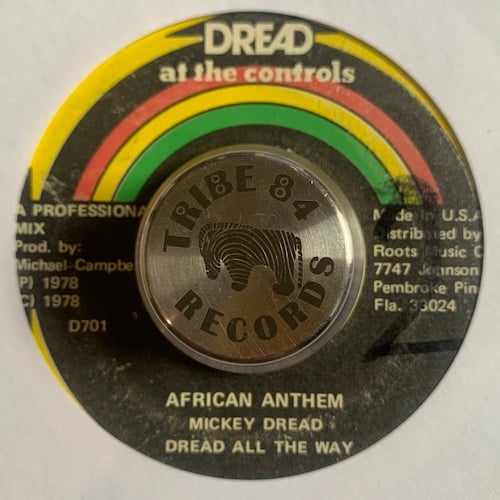 DREAD
at the controls
A PROFESSIONA
MIX
Prod. by:
Michael Campbe
P) 1978
C) 1978
D701
TRIBE 84
RECORDS
Made In U.S.A
Distributed by
Roots Music C
7747 Johnson
Pembroke Pin
Fla. 33024
AFRICAN ANTHEM
MICKEY DREAD
DREAD ALL THE WAY